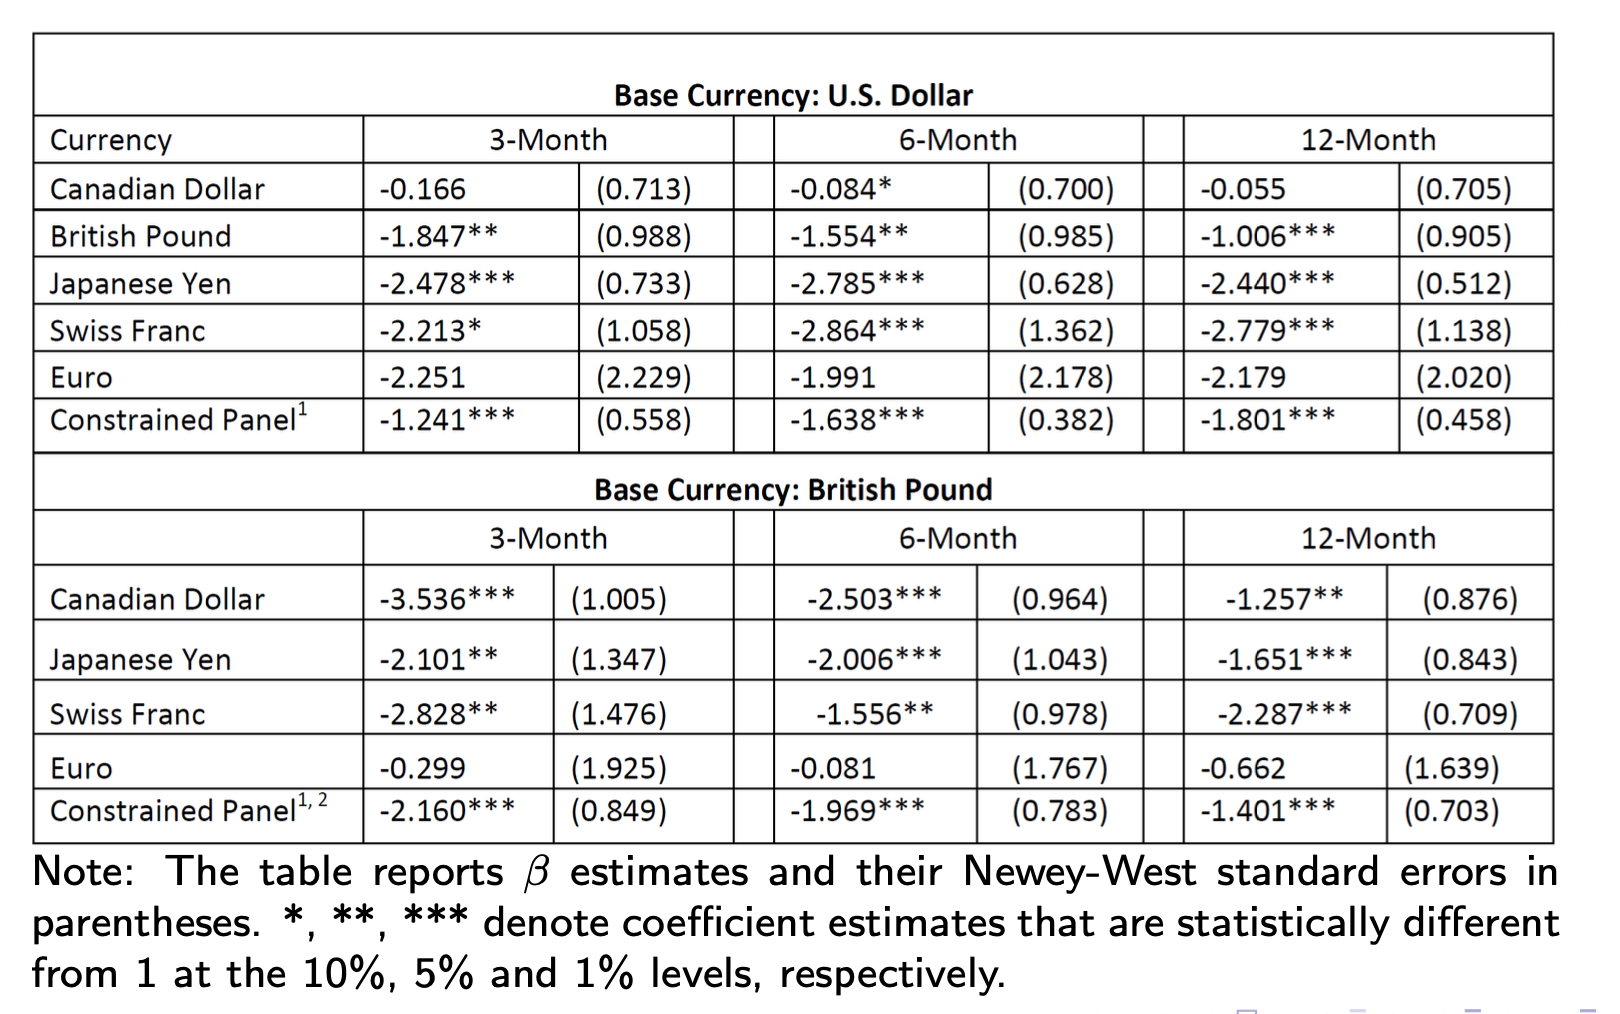 Base Currency: U.S. Dollar
Currency 3-Month 6-Month 12-Month
Canadian Dollar -0.166 (0.713) -0.084* (0.700) -0.055 (0.705)
British Pound -1.847** (0.988) -1.554** (0.985) -1.006*** (0.905)
Japanese Yen -2.478*** (0.733) -2.785*** (0.628) -2.440*** (0.512)
Swiss Franc -2.213* (1.058) -2.864*** (1.362) -2.779*** (1.138)
Euro -2.251 (2.229) -1.991 (2.178) -2.179 (2.020)
Constrained Panel1 -1.241*** (0.558) -1.638*** (0.382) -1.801*** (0.458)
Base Currency: British Pound
3-Month 6-Month 12-Month
Canadian Dollar -3.536*** (1.005) -2.503*** (0.964) -1.257** (0.876)
Japanese Yen -2.101** (1.347) -2.006*** (1.043) -1.651*** (0.843)
Swiss Franc -2.828** (1.476) -1.556** (0.978) -2.287*** (0.709)
Euro -0.299 (1.925) -0.081 (1.767) -0.662 (1.639)
Constrained Panel1, 2 -2.160*** (0.849) -1.969*** (0.783) -1.401*** (0.703)
Note: The table reports β estimates and their Newey-West standard errors in
parentheses. *, **, *** denote coefficient estimates that are statistically different
from 1 at the 10%, 5% and 1% levels, respectively.